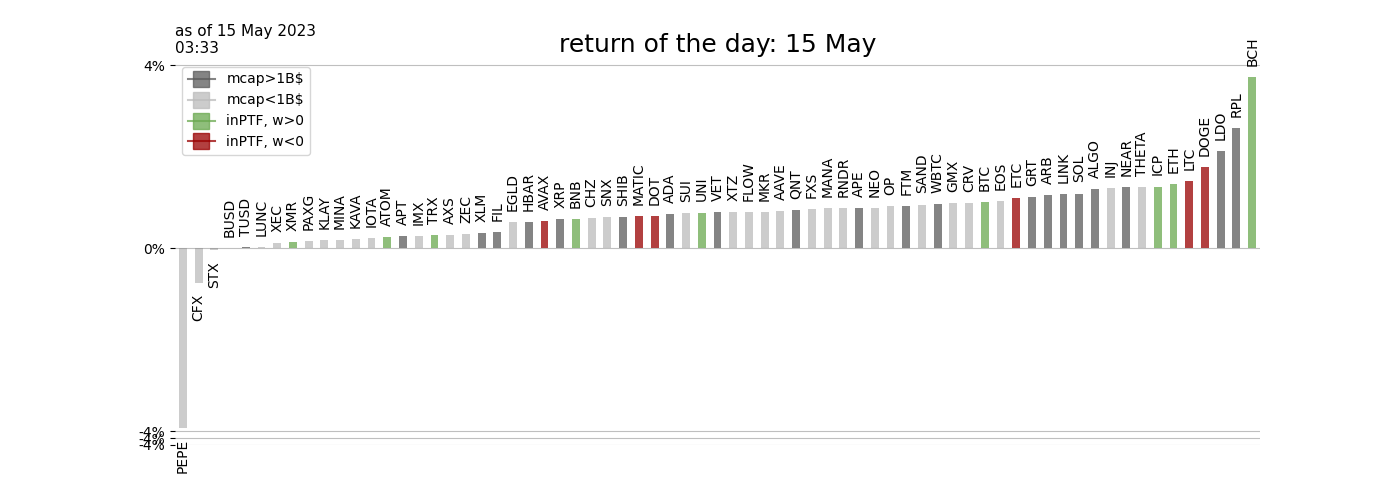 as of 15 May 2023
03:33
return of the day: 15 May
4%
mcap>1B$
mcap<1B$
inPTF, w>0
inPTF, w<0
0%
-4%
-4%
-4%
PEPE
CFX
STX
BUSD
TUSD
LUNC
XEC
XMR
PAXG
KLAY
MINA
KAVA
IOTA
ATOM
APT
IMX
TRX
AXS
ZEC
XLM
FIL
EGLD
HBAR
AVAX
XRP
BNB
CHZ
SNX
SHIB
MATIC
DOT
ADA
SUI
UNI
VET
XTZ
FLOW
MKR
AAVE
QNT
FXS
MANA
RNDR
APE
NEO
OP
FTM
SAND
WBTC
GMX
CRV
BTC
EOS
ETC
GRT
ARB
LINK
SOL
ALGO
INJ
NEAR
THETA
ICP
ETH
LTC
DOGE
LDO
RPL
BCH